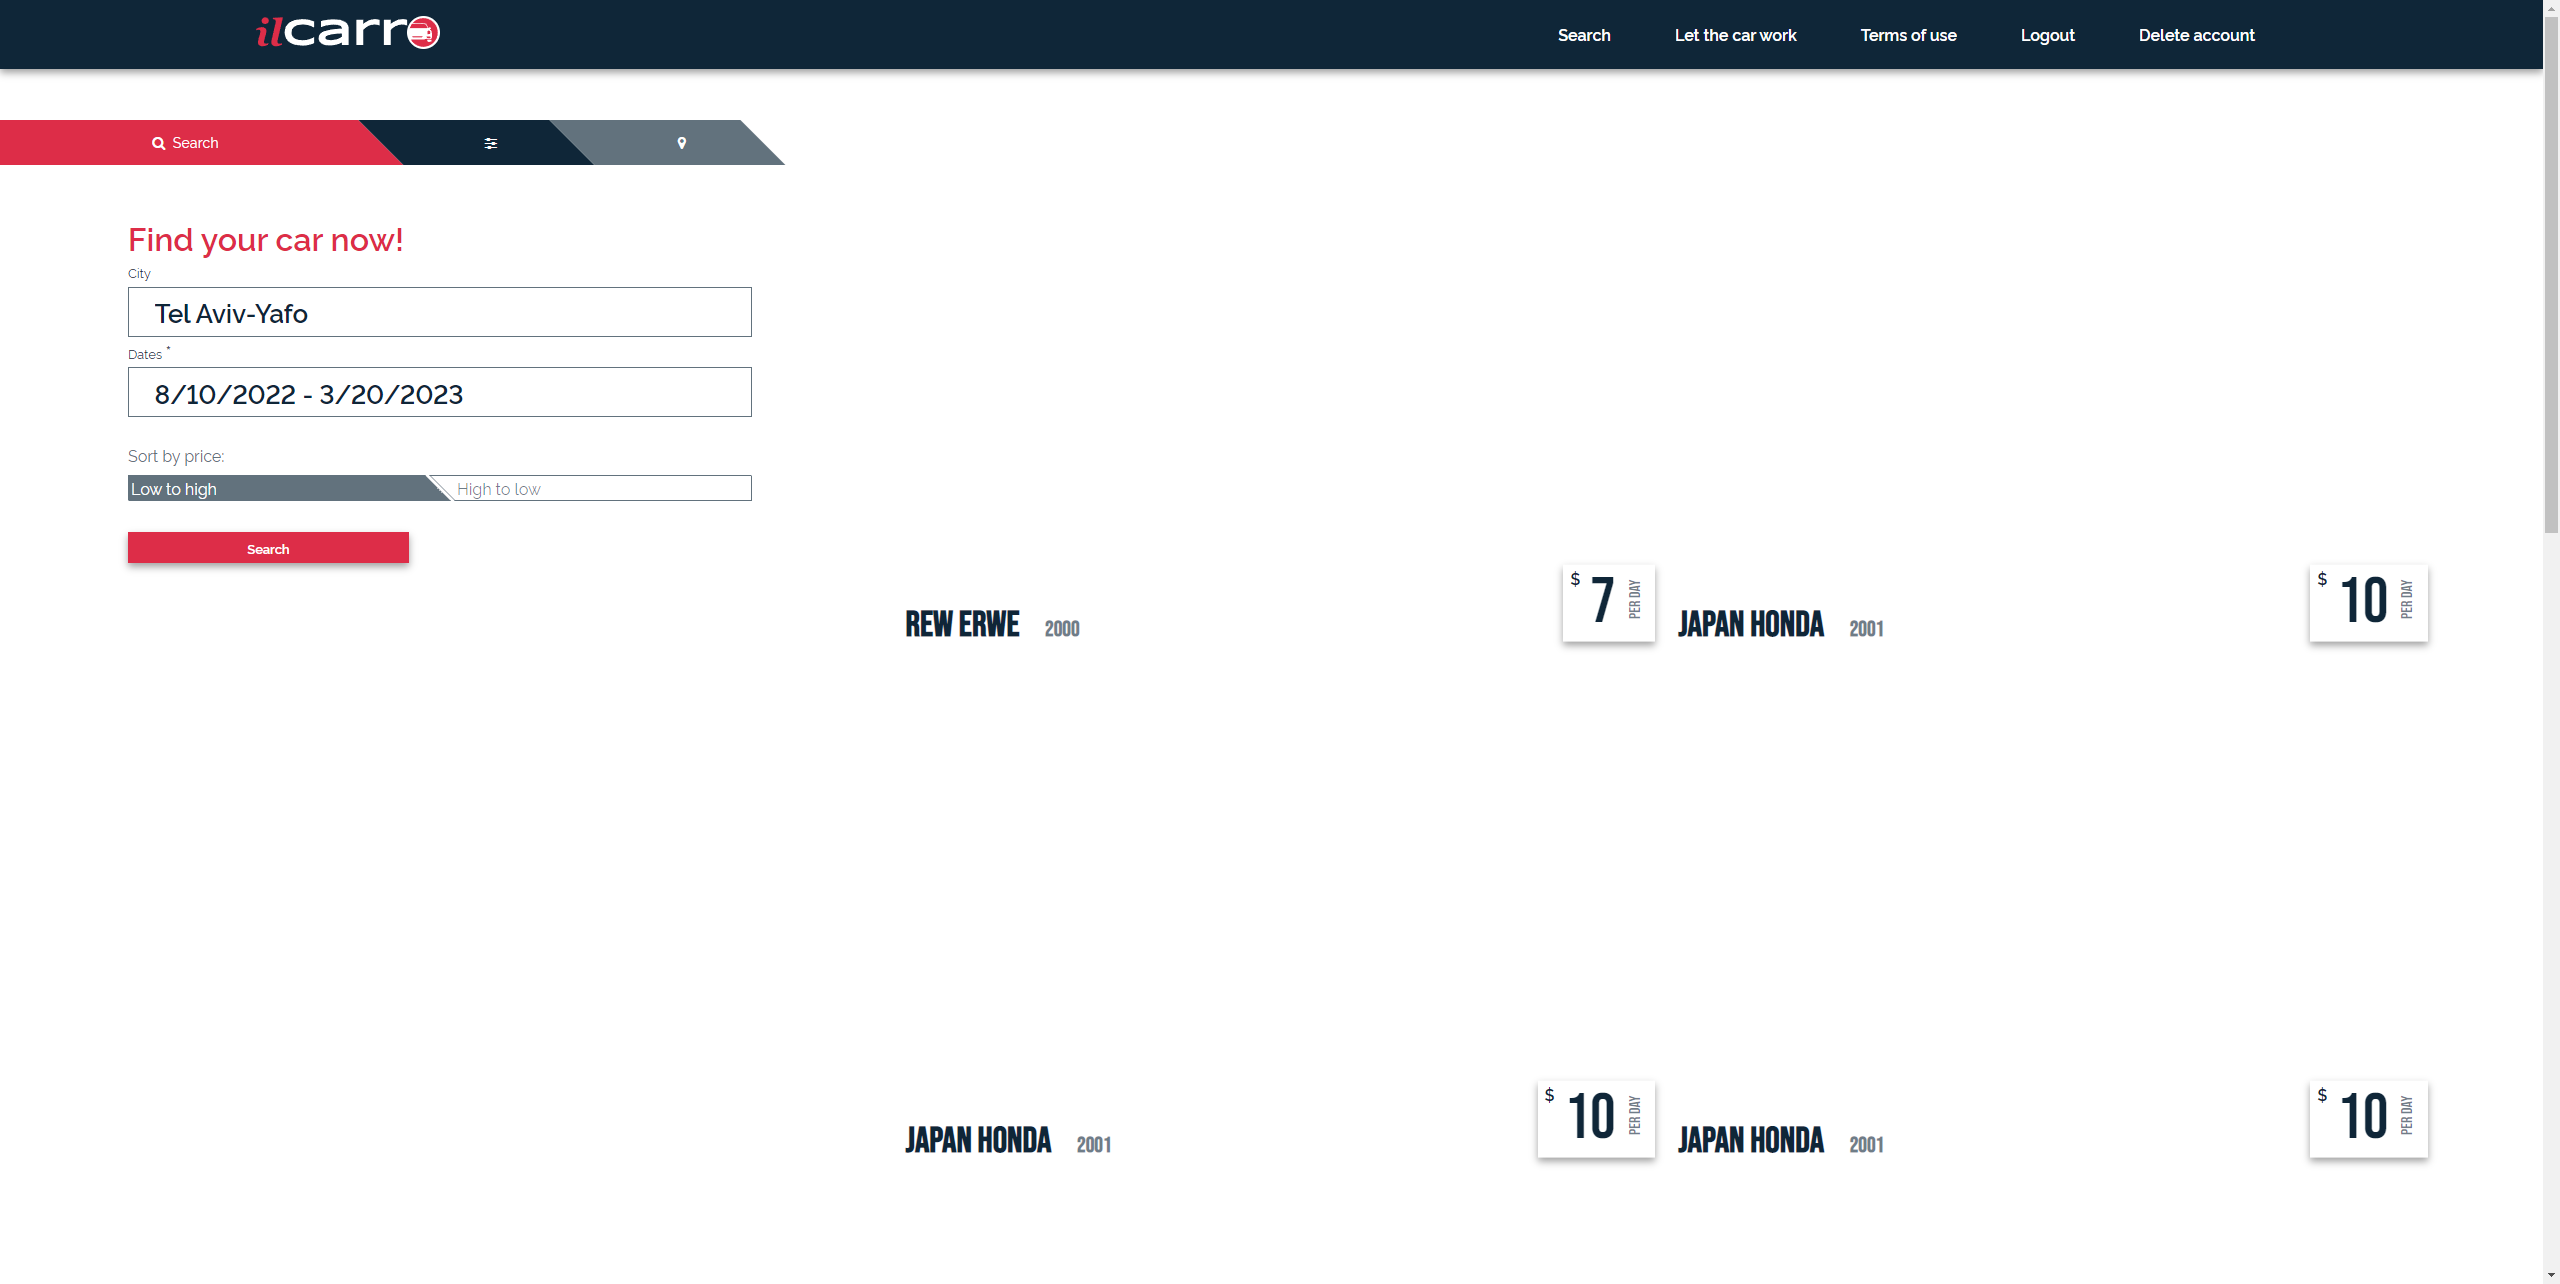 ilcarro
Search Let the car work Terms of use Logout Delete account
Search
Find your car now!
City
Tel Aviv-Yafo
Dates *
8/10/2022 - 3/20/2023
Sort by price:
Low to high High to low
Search
REW ERWE 2000 $ 7 PER DAY
JAPAN HONDA 2001 $ 10 PER DAY
JAPAN HONDA 2001 $ 10 PER DAY
JAPAN HONDA 2001 $ 10 PER DAY